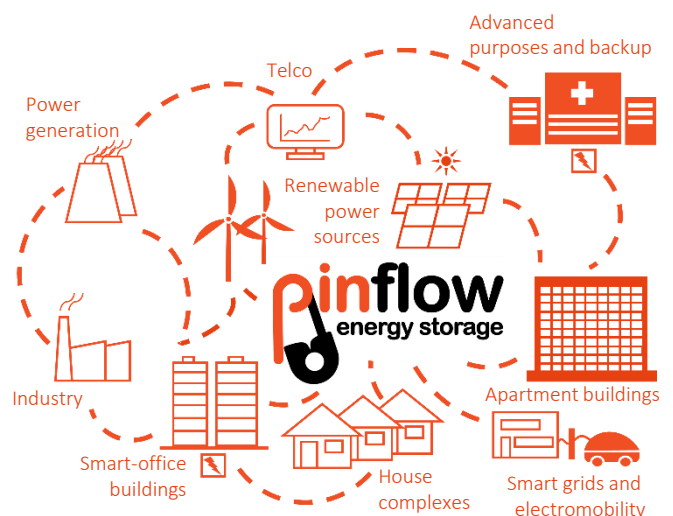 Advanced
purposes and backup
Telco
Power
generation
Renewable
power
sources
pinflow
energy storage
Industry
Apartment buildings
Smart-office
buildings
House
complexes
Smart grids and
electromobility